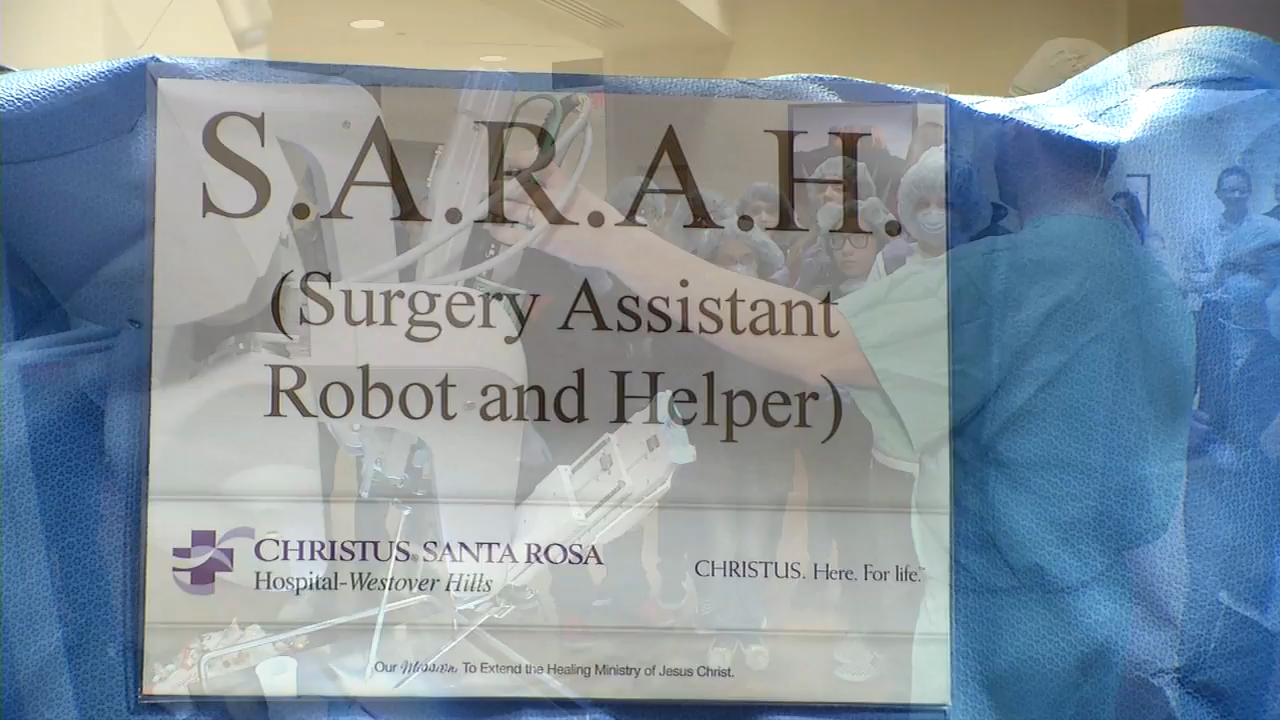 S.A.R.A.H.
(Surgery Assistant
Robot and Helper)
CHRISTUS® SANTA ROSA
Hospital-Westover Hills
CHRISTUS. Here. For life.™
Our Mission To Extend the Healing Ministry of Jesus Christ.